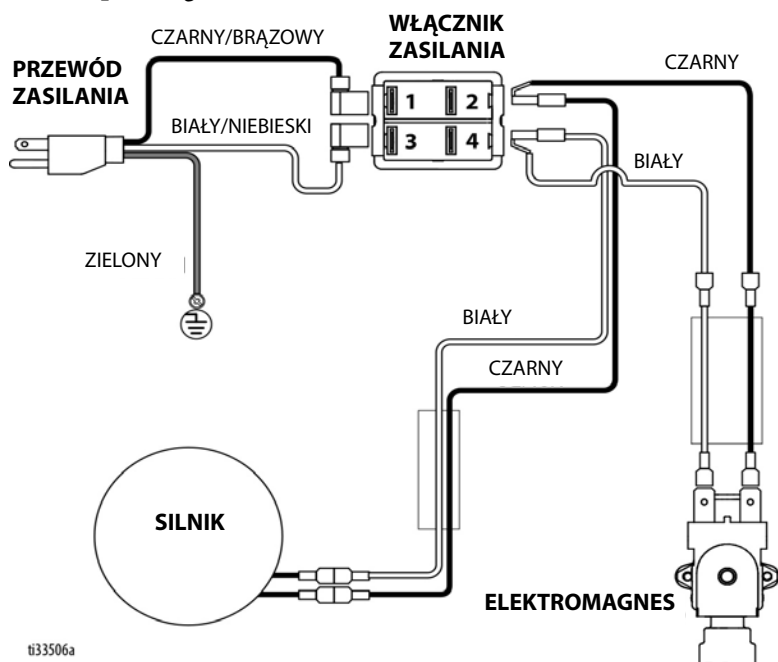 CZARNY/BRĄZOWY
WŁĄCZNIK
ZASILANIA
CZARNY
PRZEWÓD
ZASILANIA
1
2
BIAŁY/NIEBIESKI
3
4
BIAŁY
ZIELONY
BIAŁY
CZARNY
SILNIK
ELEKTROMAGNES
ti33506a